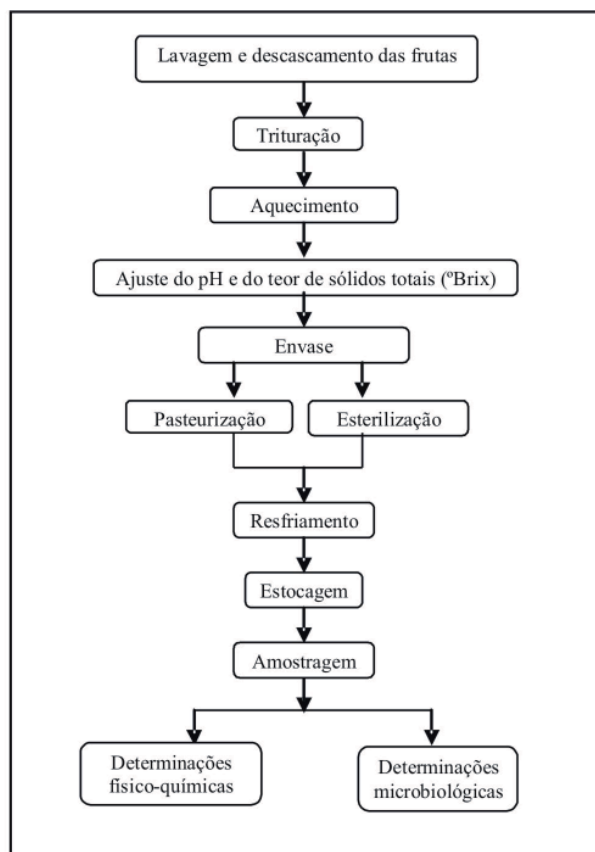 Lavagem e descascamento das frutas
Trituração
Aquecimento
Ajuste do pH e do teor de sólidos totais (ºBrix)
Envase
Pasteurização
Esterilização
Resfriamento
Estocagem
Amostragem
Determinações
físico-químicas
Determinações
microbiológicas